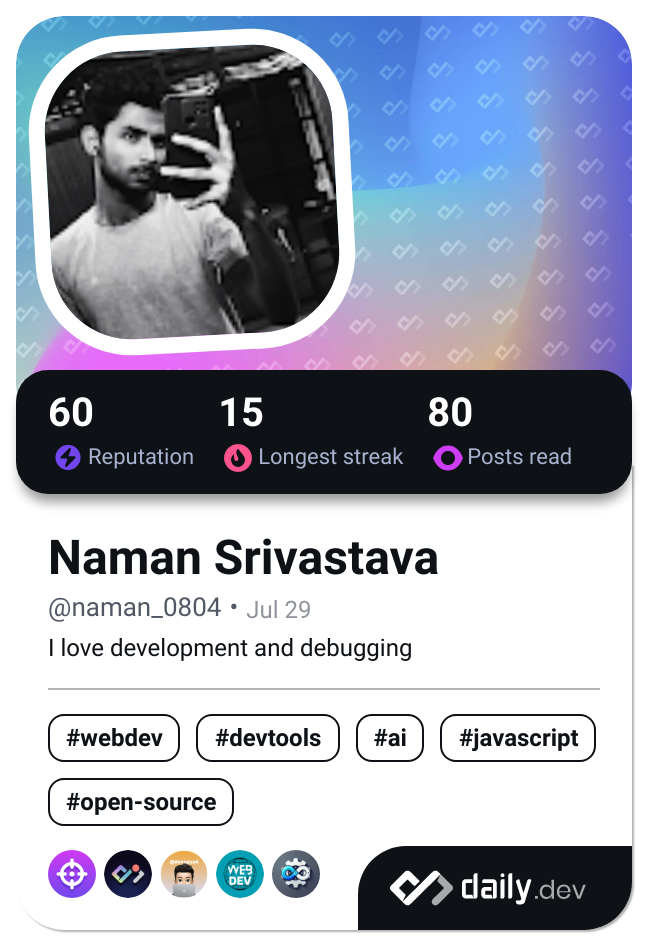 60 15 80
Reputation Longest streak Posts read
Naman Srivastava
@naman_0804 • Jul 29
I love development and debugging
#webdev #devtools #ai #javascript
#open-source
WEB
DEV
daily.dev